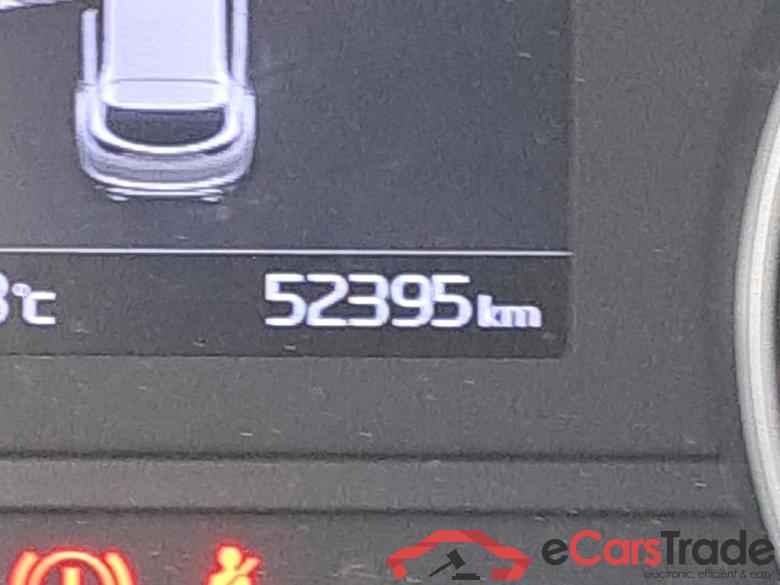 °C 52395 km
eCarsTrade
electronic, efficient & easy